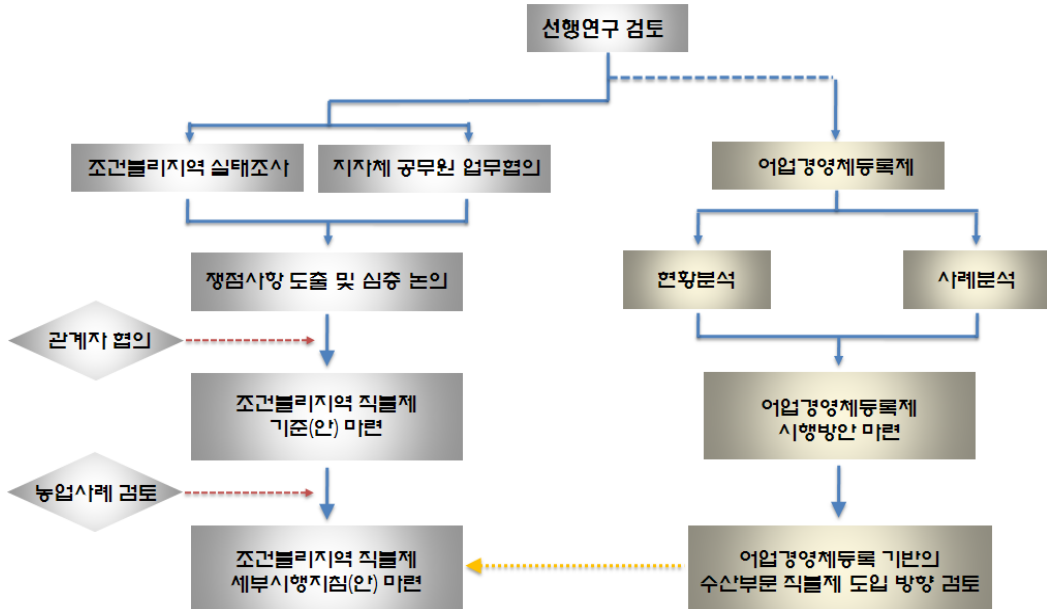 선행연구 검토
조건불리지역 실태조사
지자체 공무원 업무협의
어업경영체등록제
쟁점사항 도출 및 심층 논의
현황분석
사례분석
관계자 협의
조건불리지역 직불제
기준(안) 마련
어업경영체등록제
시행방안 마련
농업사례 검토
조건불리지역 직불제
세부시행지침(안) 마련
어업경영체등록 기반의
수산부문 직불제 도입 방향 검토